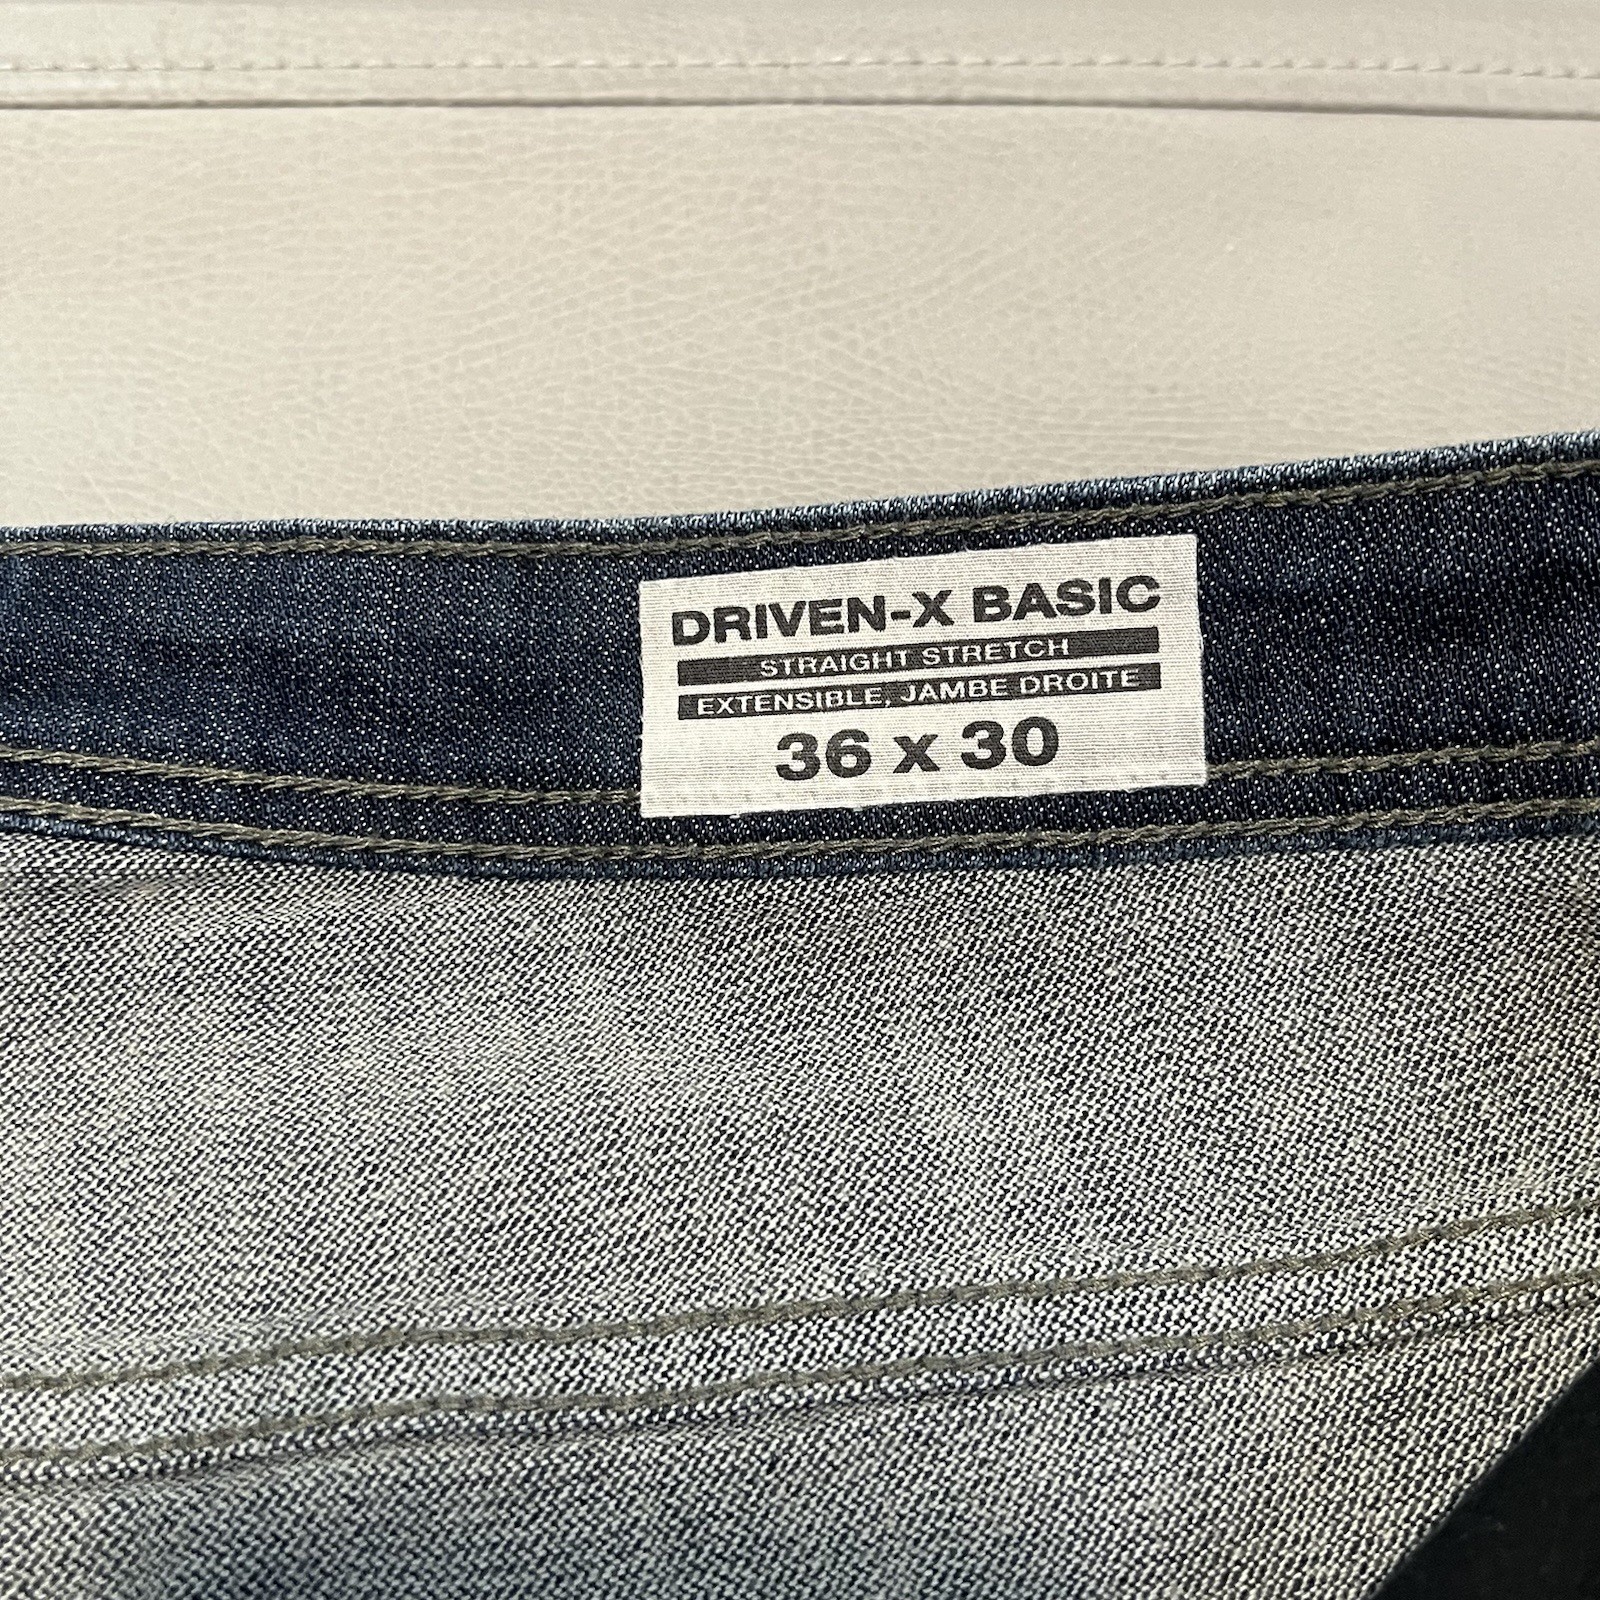 DRIVEN-X BASIC
STRAIGHT STRETCH
EXTENSIBLE, JAMBE DROITE
36 x 30